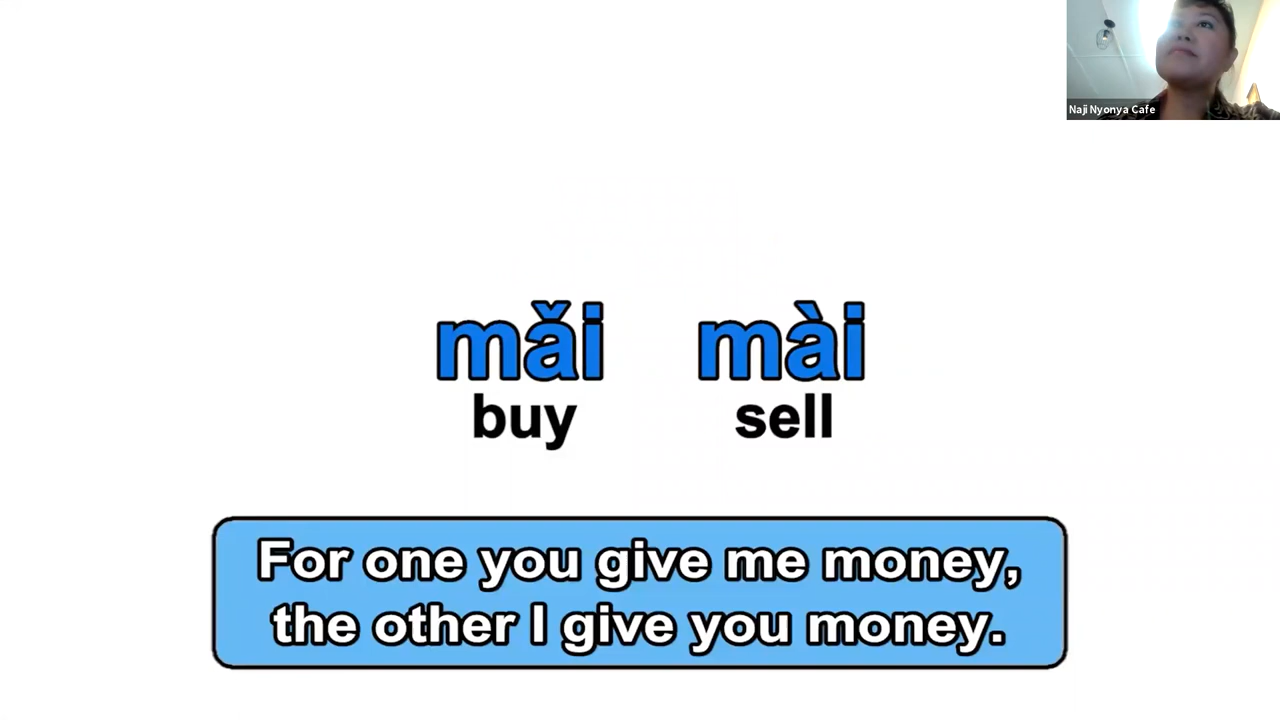 Naji Nyonya Cafe
mǎi mài
buy sell
For one you give me money,
the other I give you money.